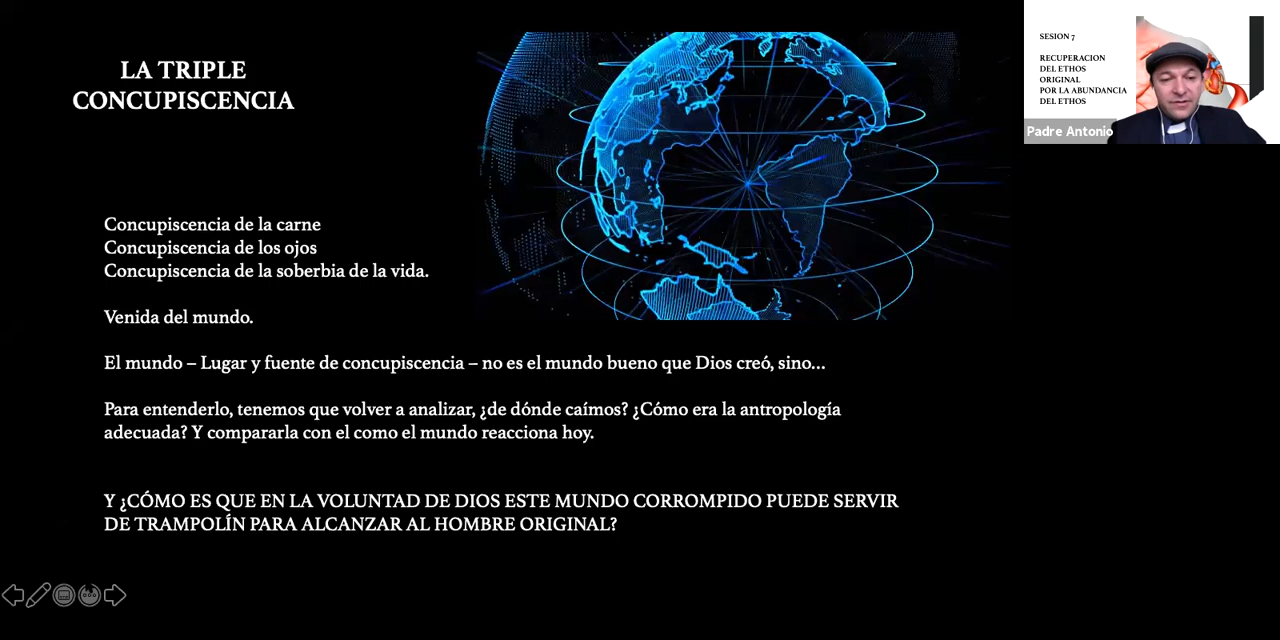 LA TRIPLE
CONCUPISCENCIA
Concupiscencia de la carne
Concupiscencia de los ojos
Concupiscencia de la soberbia de la vida.
Venida del mundo.
El mundo – Lugar y fuente de concupiscencia – no es el mundo bueno que Dios creó, sino…
Para entenderlo, tenemos que volver a analizar, ¿de dónde caímos? ¿Cómo era la antropología
adecuada? Y compararla con el como el mundo reacciona hoy.
Y ¿CÓMO ES QUE EN LA VOLUNTAD DE DIOS ESTE MUNDO CORROMPIDO PUEDE SERVIR
DE TRAMPOLÍN PARA ALCANZAR AL HOMBRE ORIGINAL?
SESION 7
RECUPERACION
DEL ETHOS
ORIGINAL
POR LA ABUNDANCIA
DEL ETHOS
Padre Antonio